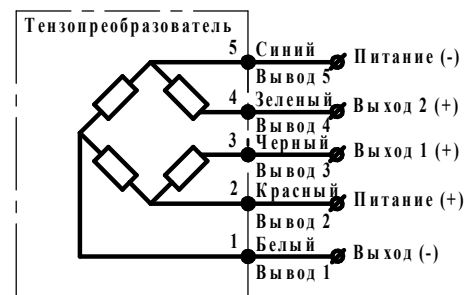 Тензопреобразователь
5 Синий Питание (-)
Вывод 5
4 Зеленый Выход 2 (+)
Вывод 4
3 Черный Выход 1 (+)
Вывод 3
2 Красный Питание (+)
Вывод 2
1 Белый Выход (-)
Вывод 1